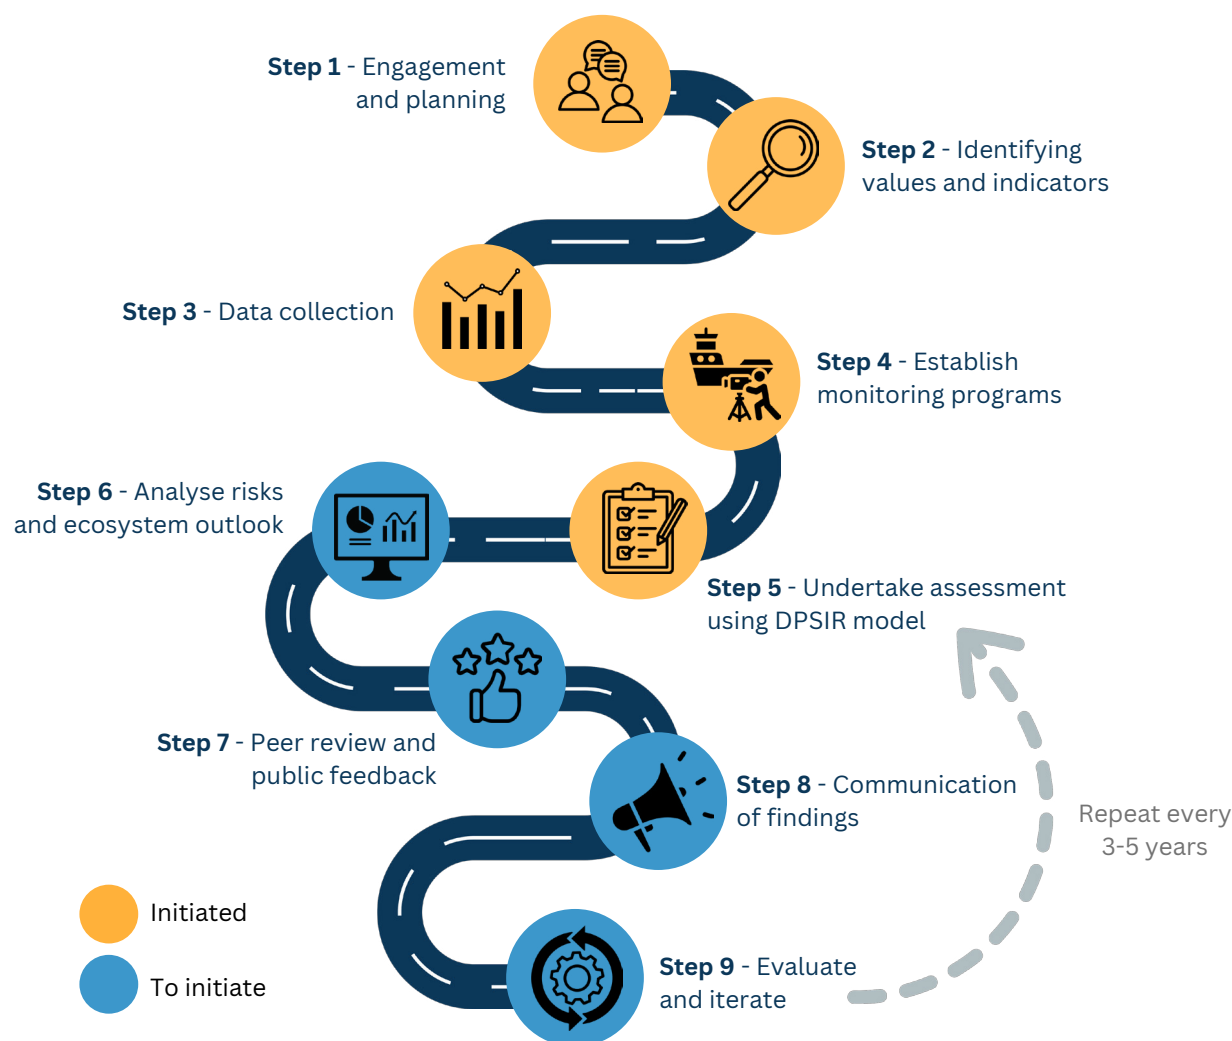 Step 1 - Engagement
and planning
Step 2 - Identifying
values and indicators
Step 3 - Data collection
Step 4 - Establish
monitoring programs
Step 5 - Undertake assessment
using DPSIR model
Step 6 - Analyse risks
and ecosystem outlook
Step 7 - Peer review and
public feedback
Step 8 - Communication
of findings
Repeat every
3-5 years
Step 9 - Evaluate
and iterate
Initiated
To initiate